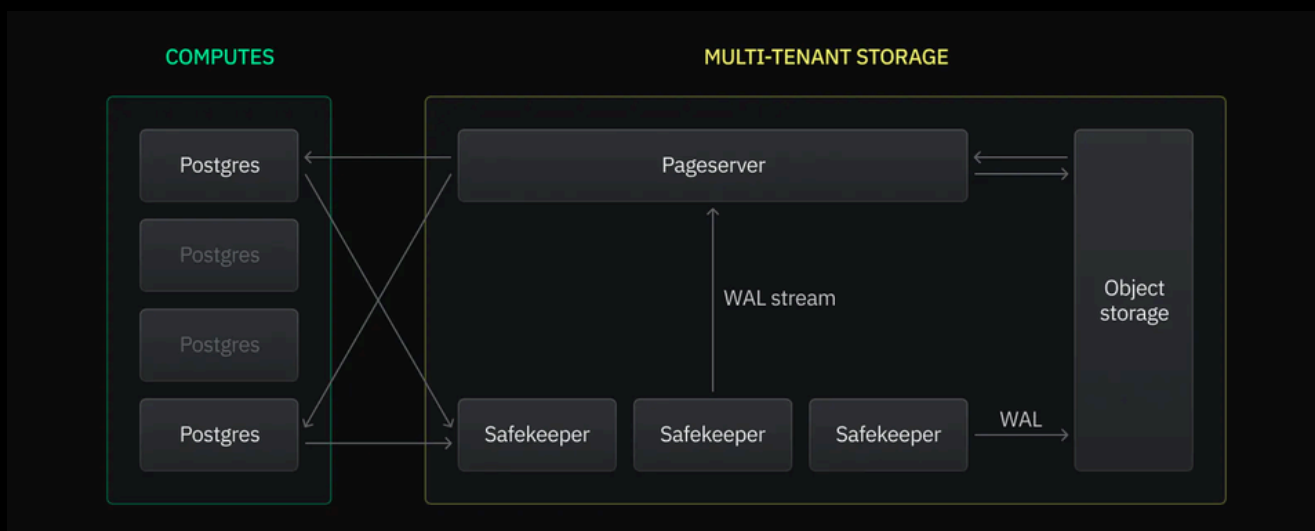 COMPUTES
MULTI-TENANT STORAGE
Postgres
Pageserver
Postgres
WAL stream
Object
storage
Postgres
Postgres
Safekeeper
Safekeeper
Safekeeper
WAL